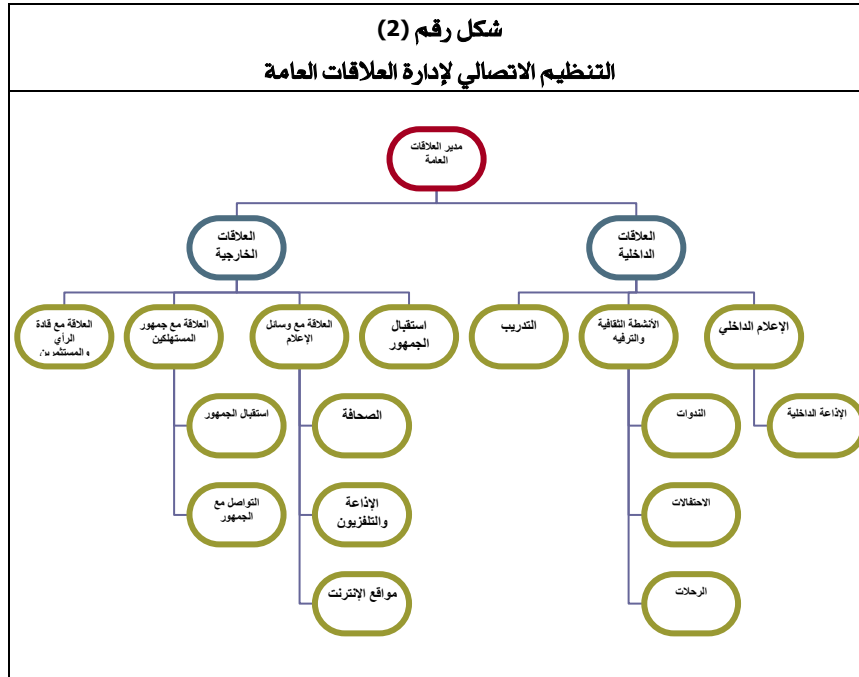 شكل رقم (2)
التنظيم الاتصالي لإدارة العلاقات العامة
مدير العلاقات
العامة
العلاقات
الداخلية
العلاقات
الخارجية
الإعلام الداخلي
الأنشطة الثقافية
والترفيه
التدريب
استقبال
الجمهور
العلاقة مع وسائل
الإعلام
العلاقة مع جمهور
المستهلكين
العلاقة مع قادة
الرأي
والمستثمرين
الإذاعة الداخلية
الندوات
الصحافة
استقبال الجمهور
الاحتفالات
الإذاعة
والتلفزيون
التواصل مع
الجمهور
الرحلات
مواقع الإنترنت